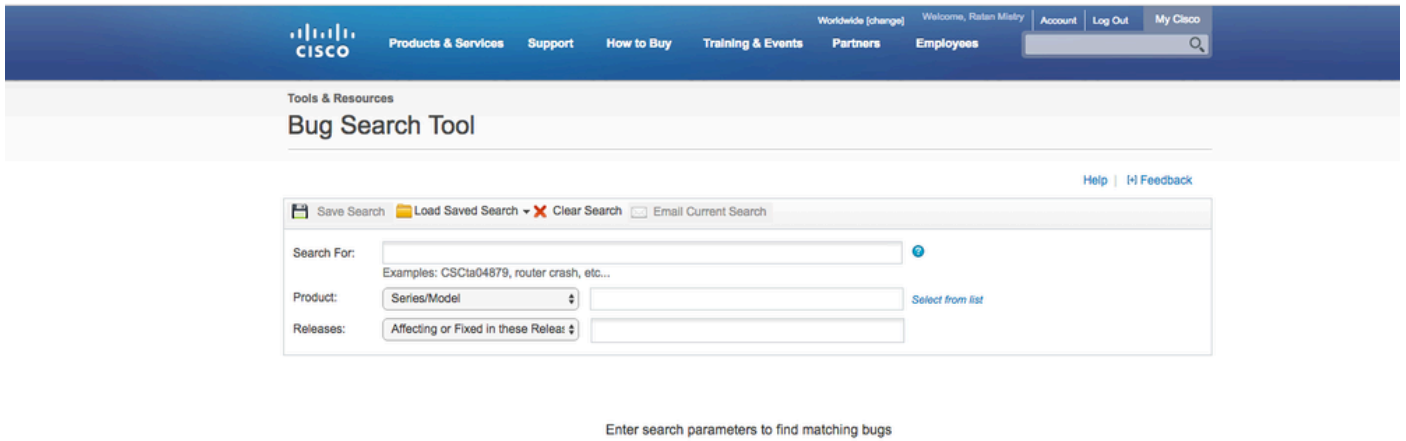 Worldwide [change] Welcome, Ratan Mistry Account Log Out My Cisco
CISCO Products & Services Support How to Buy Training & Events Partners Employees
Tools & Resources
Bug Search Tool
Help | [+] Feedback
Save Search Load Saved Search Clear Search Email Current Search
Search For:
Examples: CSCta04879, router crash, etc...
Product: Series/Model Select from list
Releases: Affecting or Fixed in these Releas
Enter search parameters to find matching bugs